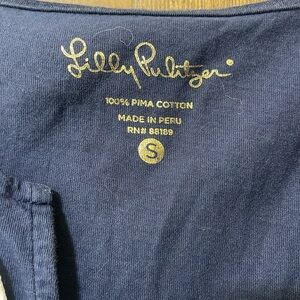 Lilly Pulitzer®
100% PIMA COTTON
MADE IN PERU
RN# 88189
S